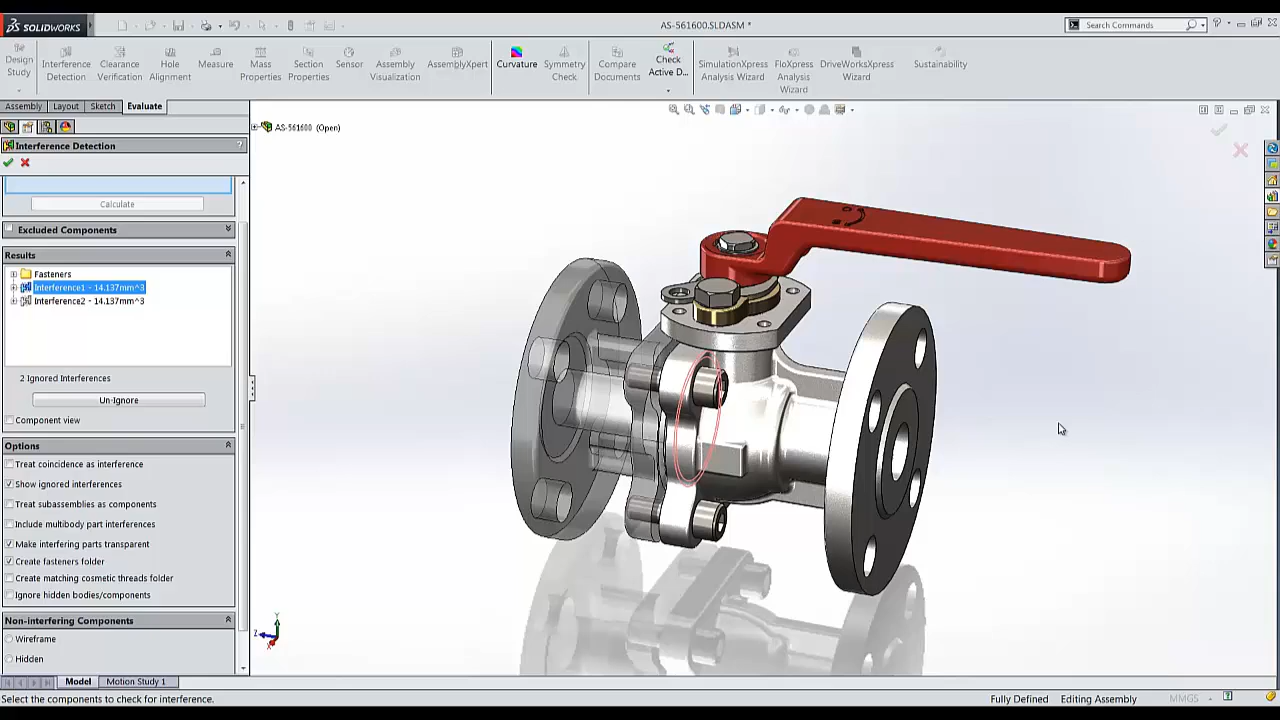 SOLIDWORKS
AS-561600.SLDASM *
Search Commands
Design Study
Interference Detection
Clearance Verification
Hole Alignment
Measure
Mass Properties
Section Properties
Sensor
Assembly Visualization
AssemblyXpert
Curvature
Symmetry Check
Compare Documents
Check Active D...
SimulationXpress Analysis Wizard
FloXpress Analysis Wizard
DriveWorksXpress Wizard
Sustainability
Assembly
Layout
Sketch
Evaluate
AS-561600 (Open)
Interference Detection
?
Calculate
Excluded Components
Results
Fasteners
Interference1 - 14.137mm^3
Interference2 - 14.137mm^3
2 Ignored Interferences
Un-Ignore
Component view
Options
Treat coincidence as interference
Show ignored interferences
Treat subassemblies as components
Include multibody part interferences
Make interfering parts transparent
Create fasteners folder
Create matching cosmetic threads folder
Ignore hidden bodies/components
Non-interfering Components
Wireframe
Hidden
Y
Z
X
Model
Motion Study 1
Select the components to check for interference.
Fully Defined
Editing Assembly
MMGS